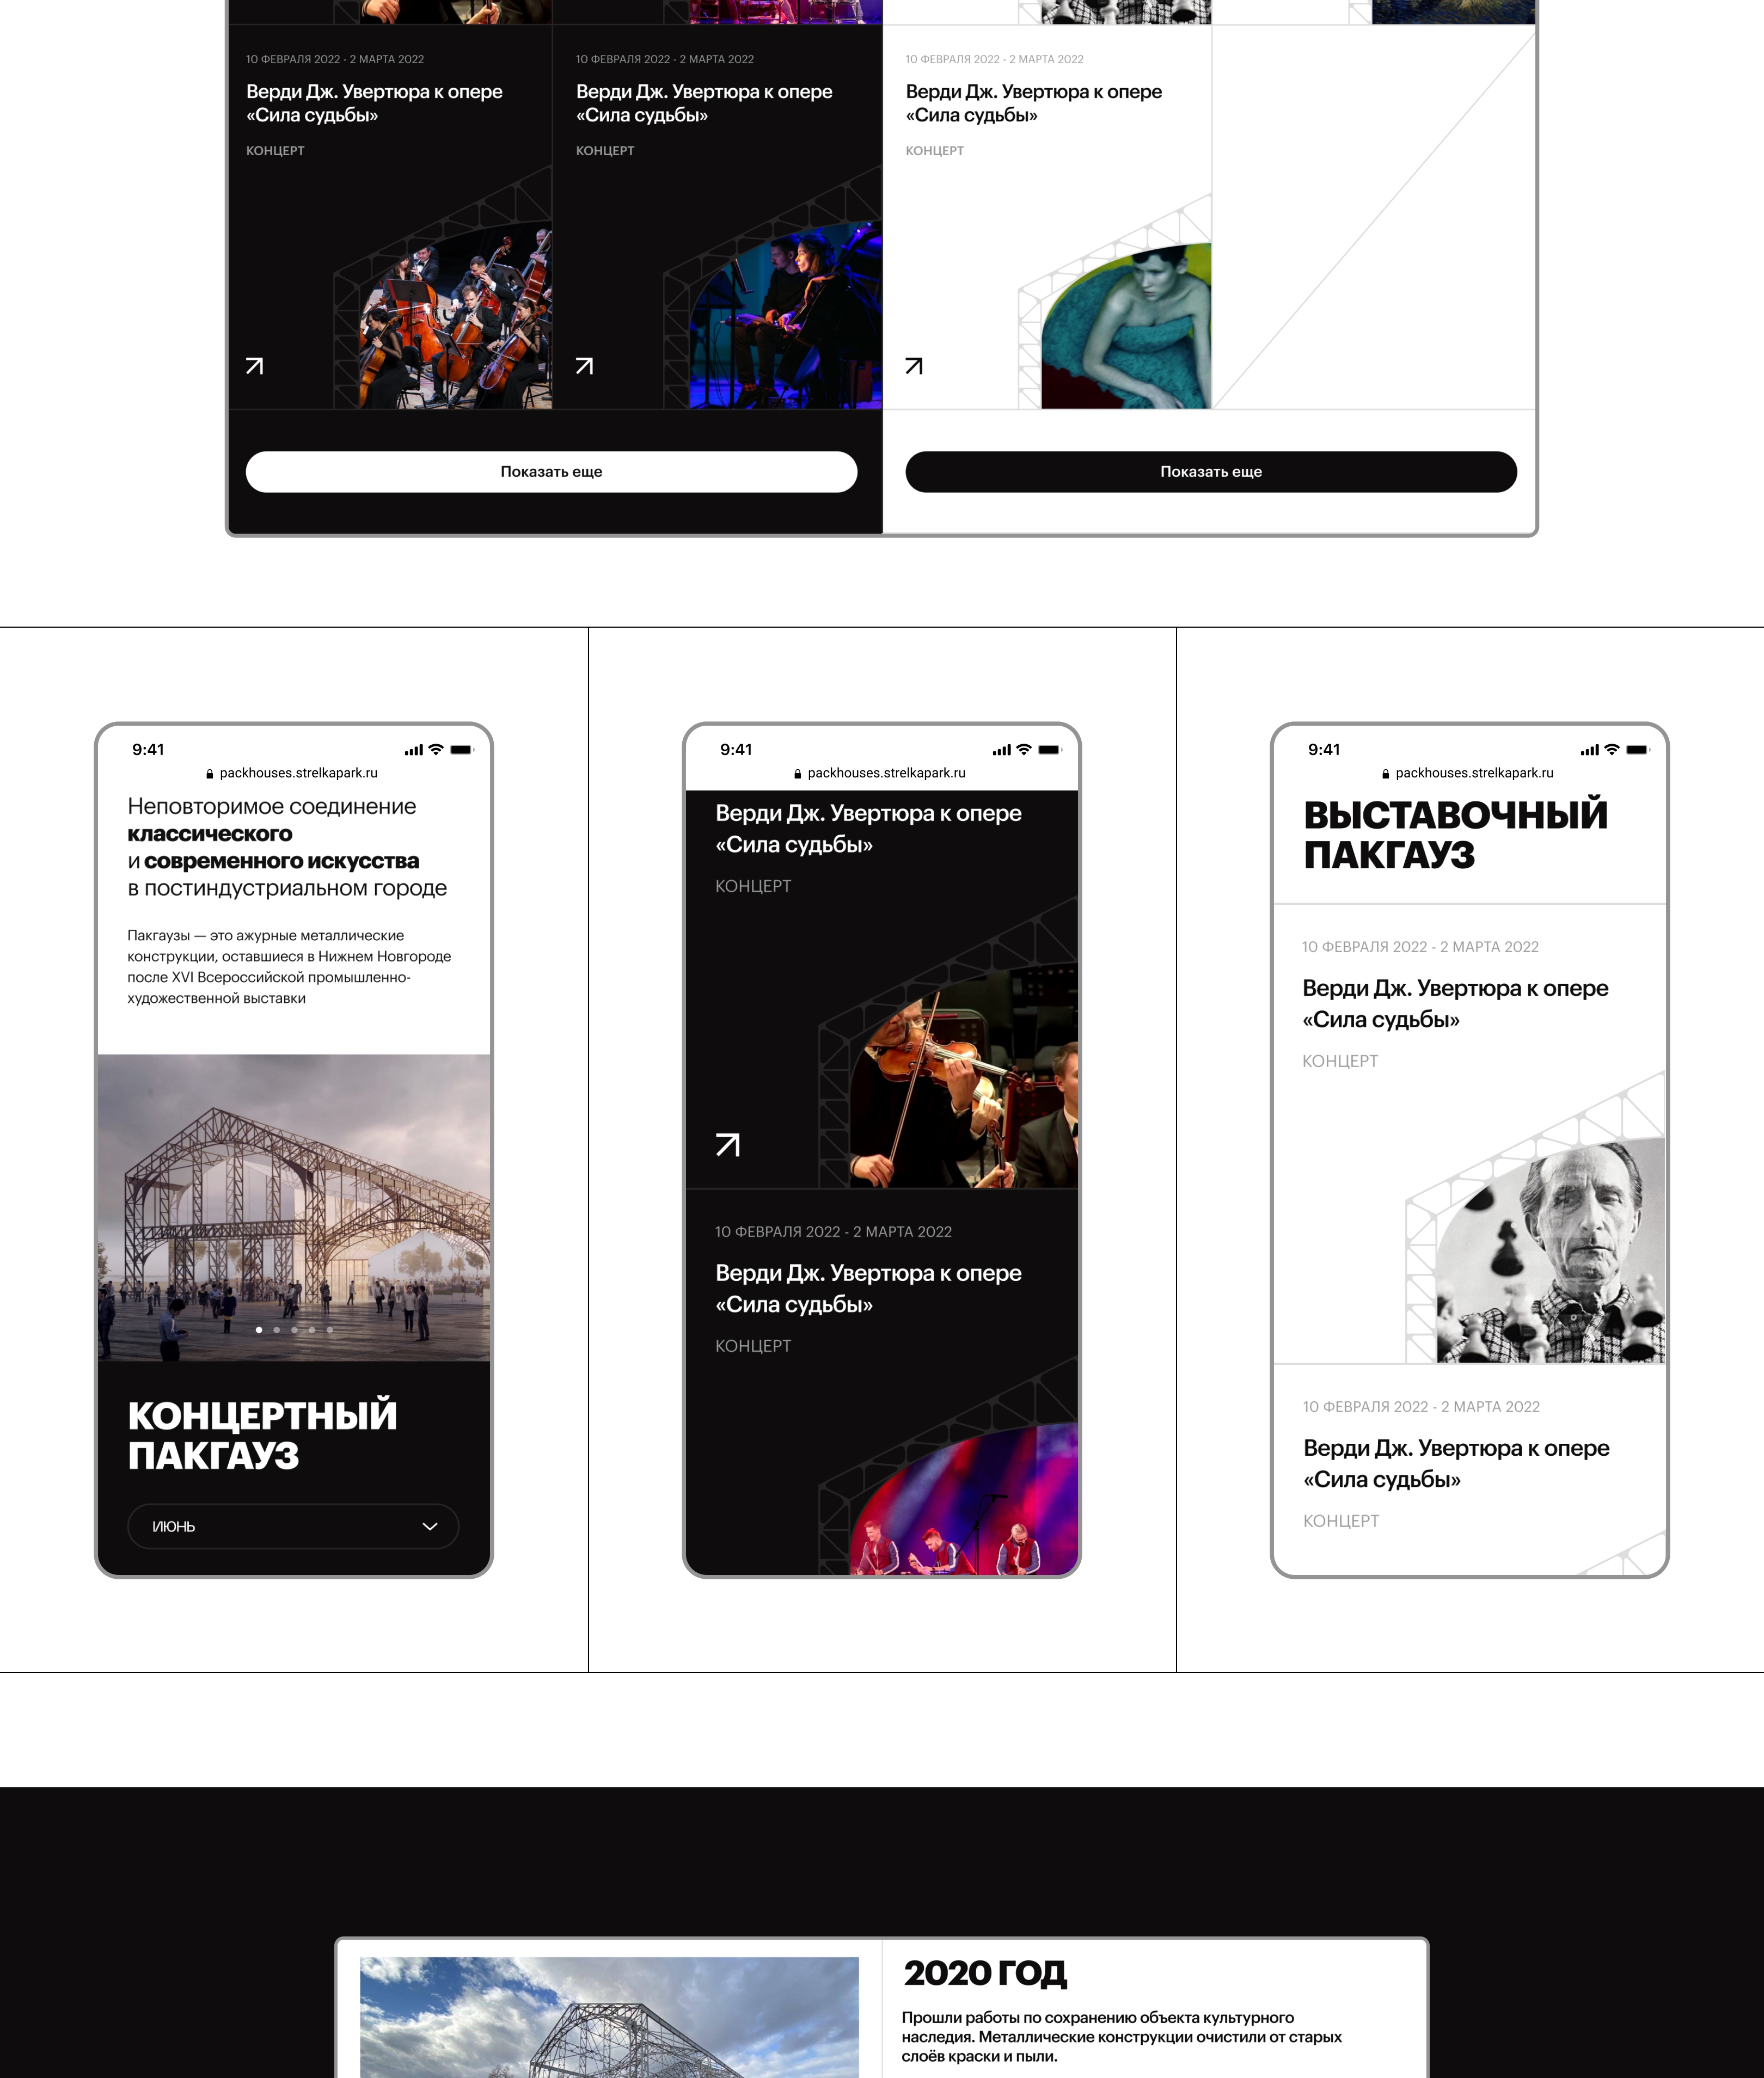 10 ФЕВРАЛЯ 2022 - 2 МАРТА 2022
Верди Дж. Увертюра к опере
«Сила судьбы»
КОНЦЕРТ
10 ФЕВРАЛЯ 2022 - 2 МАРТА 2022
Верди Дж. Увертюра к опере
«Сила судьбы»
КОНЦЕРТ
10 ФЕВРАЛЯ 2022 - 2 МАРТА 2022
Верди Дж. Увертюра к опере
«Сила судьбы»
КОНЦЕРТ
Показать еще
Показать еще
9:41
packhouses.strelkapark.ru
Неповторимое соединение
классического
и современного искусства
в постиндустриальном городе
Пакгаузы — это ажурные металлические
конструкции, оставшиеся в Нижнем Новгороде
после XVI Всероссийской промышленно-
художественной выставки
КОНЦЕРТНЫЙ
ПАКГАУЗ
ИЮНЬ
9:41
packhouses.strelkapark.ru
Верди Дж. Увертюра к опере
«Сила судьбы»
КОНЦЕРТ
10 ФЕВРАЛЯ 2022 - 2 МАРТА 2022
Верди Дж. Увертюра к опере
«Сила судьбы»
КОНЦЕРТ
9:41
packhouses.strelkapark.ru
ВЫСТАВОЧНЫЙ
ПАКГАУЗ
10 ФЕВРАЛЯ 2022 - 2 МАРТА 2022
Верди Дж. Увертюра к опере
«Сила судьбы»
КОНЦЕРТ
10 ФЕВРАЛЯ 2022 - 2 МАРТА 2022
Верди Дж. Увертюра к опере
«Сила судьбы»
КОНЦЕРТ
2020 ГОД
Прошли работы по сохранению объекта культурного
наследия. Металлические конструкции очистили от старых
слоёв краски и пыли.